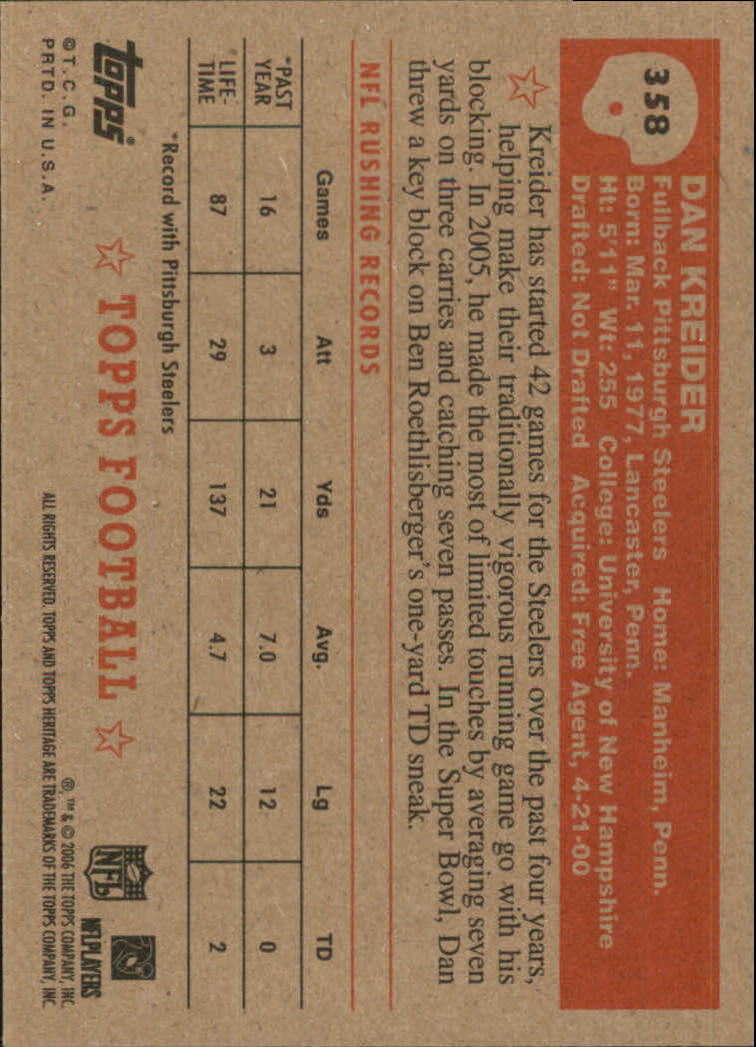 358
DAN KREIDER
Fullback Pittsburgh Steelers Home: Manheim, Penn.
Born: Mar. 11, 1977, Lancaster, Penn.
Ht: 5'11" Wt: 255 College: University of New Hampshire
Drafted: Not Drafted Acquired: Free Agent, 4-21-00
Kreider has started 42 games for the Steelers over the past four years,
helping make their traditionally vigorous running game go with his
blocking. In 2005, he made the most of limited touches by averaging seven
yards on three carries and catching seven passes. In the Super Bowl, Dan
threw a key block on Ben Roethlisberger's one-yard TD sneak.
NFL RUSHING RECORDS
Games Att Yds Avg. Lg TD
*PAST YEAR 16 3 21 7.0 12 0
*LIFE-TIME 87 29 137 4.7 22 2
*Record with Pittsburgh Steelers
topps® TOPPS FOOTBALL NFL NFLPLAYERS
©T.C.G.
PRTD. IN U.S.A.
®, ™ & © 2006 THE TOPPS COMPANY, INC.
ALL RIGHTS RESERVED. TOPPS AND TOPPS HERITAGE ARE TRADEMARKS OF THE TOPPS COMPANY, INC.